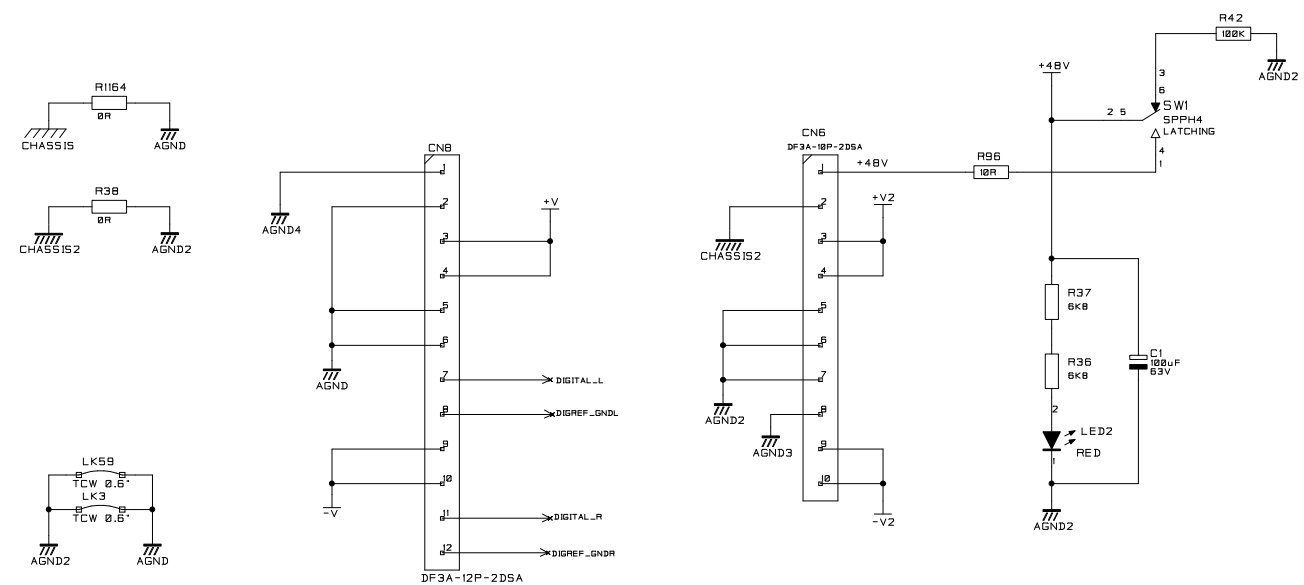 R1164
0R
CHASSIS
AGND
R38
0R
CHASSIS2
AGND2
LK59
TCW 0.6"
LK3
TCW 0.6"
AGND2
AGND
CN8
1
2
3
4
5
6
7
8
9
10
11
12
DF3A-12P-2DSA
AGND4
+V
AGND
-V
DIGITAL_L
DIGREF_GNDL
DIGITAL_R
DIGREF_GNDR
CN6
DF3A-10P-2DSA
1
2
3
4
5
6
7
8
9
10
+48V
CHASSIS2
+V2
AGND2
AGND3
-V2
R96
10R
+48V
R42
100K
AGND2
3
6
2 5
SW1
SPPH4
LATCHING
4
1
R37
6K8
R36
6K8
C1
100uF
63V
2
LED2
RED
1
AGND2